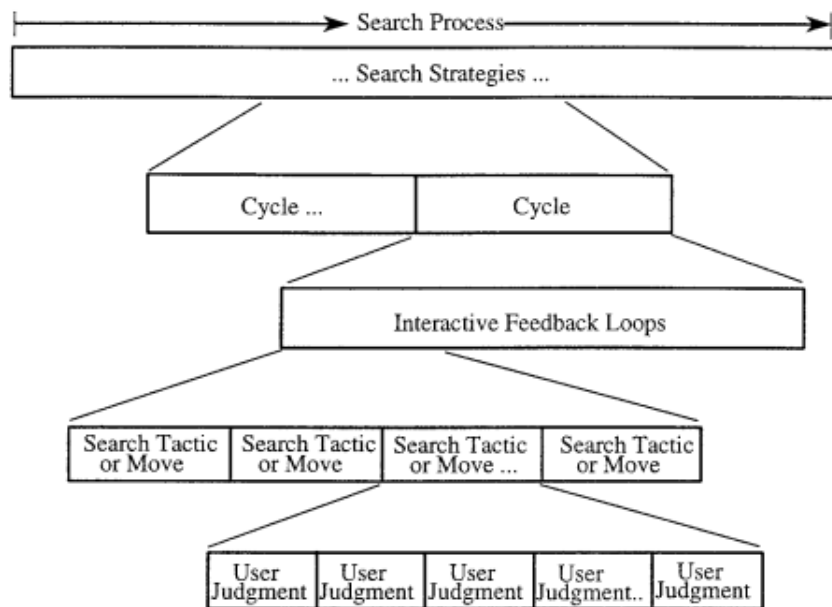 Search Process
... Search Strategies ...
Cycle ... Cycle
Interactive Feedback Loops
Search Tactic Search Tactic Search Tactic Search Tactic
or Move or Move or Move ... or Move
User User User User User
Judgment Judgment Judgment Judgment.. Judgment